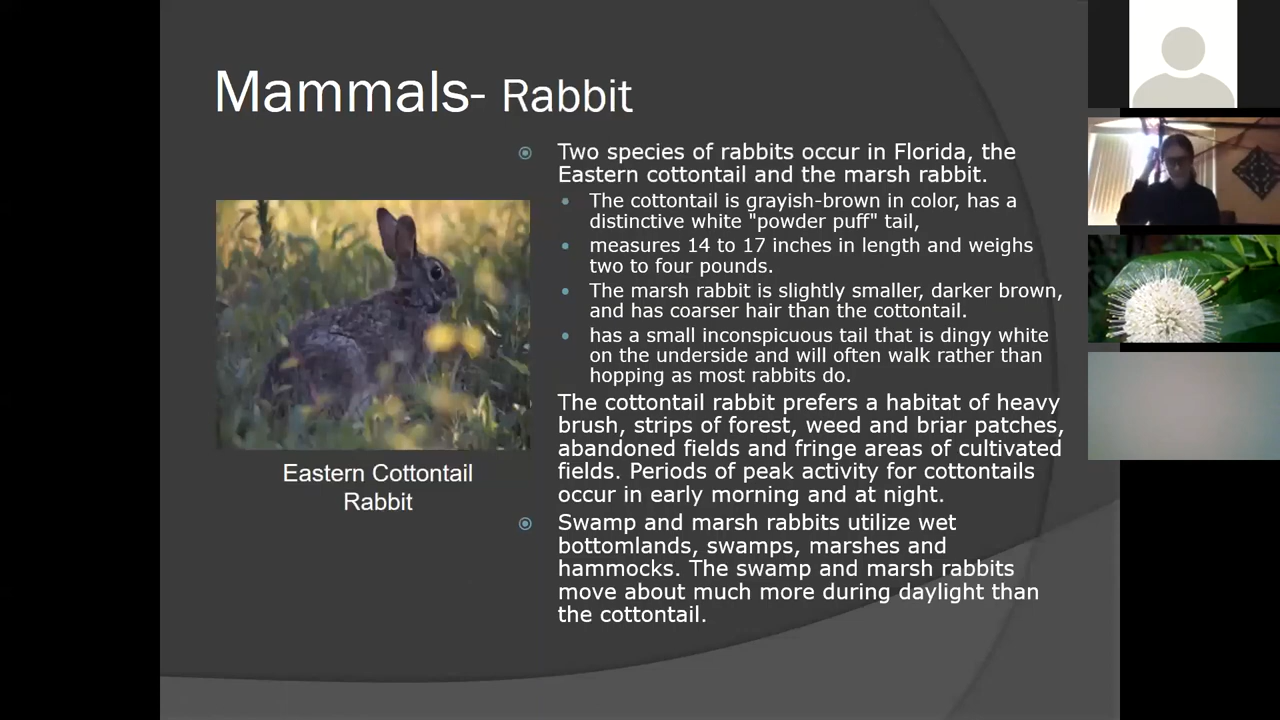 Mammals- Rabbit
Two species of rabbits occur in Florida, the
Eastern cottontail and the marsh rabbit.
The cottontail is grayish-brown in color, has a
distinctive white "powder puff" tail,
measures 14 to 17 inches in length and weighs
two to four pounds.
The marsh rabbit is slightly smaller, darker brown,
and has coarser hair than the cottontail.
has a small inconspicuous tail that is dingy white
on the underside and will often walk rather than
hopping as most rabbits do.
The cottontail rabbit prefers a habitat of heavy
brush, strips of forest, weed and briar patches,
abandoned fields and fringe areas of cultivated
fields. Periods of peak activity for cottontails
occur in early morning and at night.
Swamp and marsh rabbits utilize wet
bottomlands, swamps, marshes and
hammocks. The swamp and marsh rabbits
move about much more during daylight than
the cottontail.
Eastern Cottontail
Rabbit